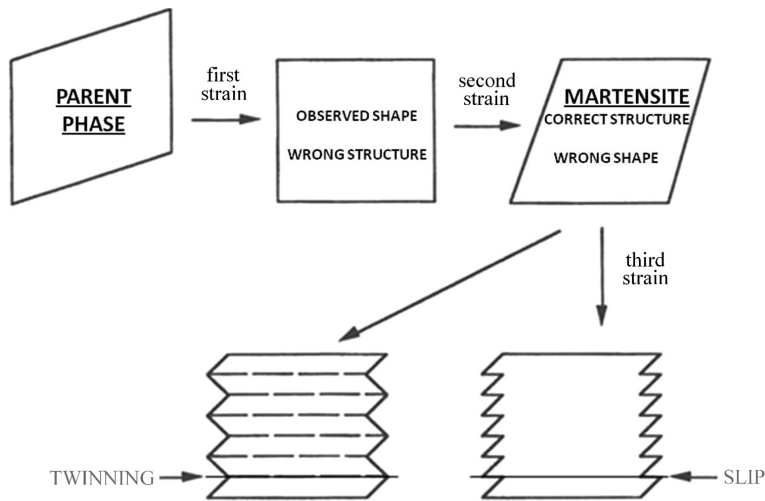 PARENT
PHASE
first
strain
OBSERVED SHAPE
WRONG STRUCTURE
second
strain
MARTENSITE
CORRECT STRUCTURE
WRONG SHAPE
third
strain
TWINNING
SLIP